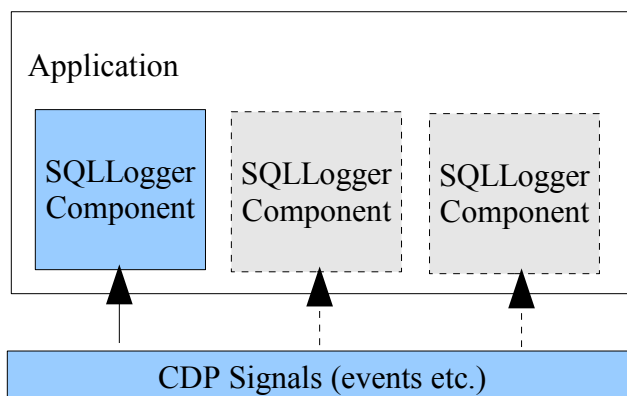 Application
SQLLogger
Component
SQLLogger
Component
SQLLogger
Component
CDP Signals (events etc.)